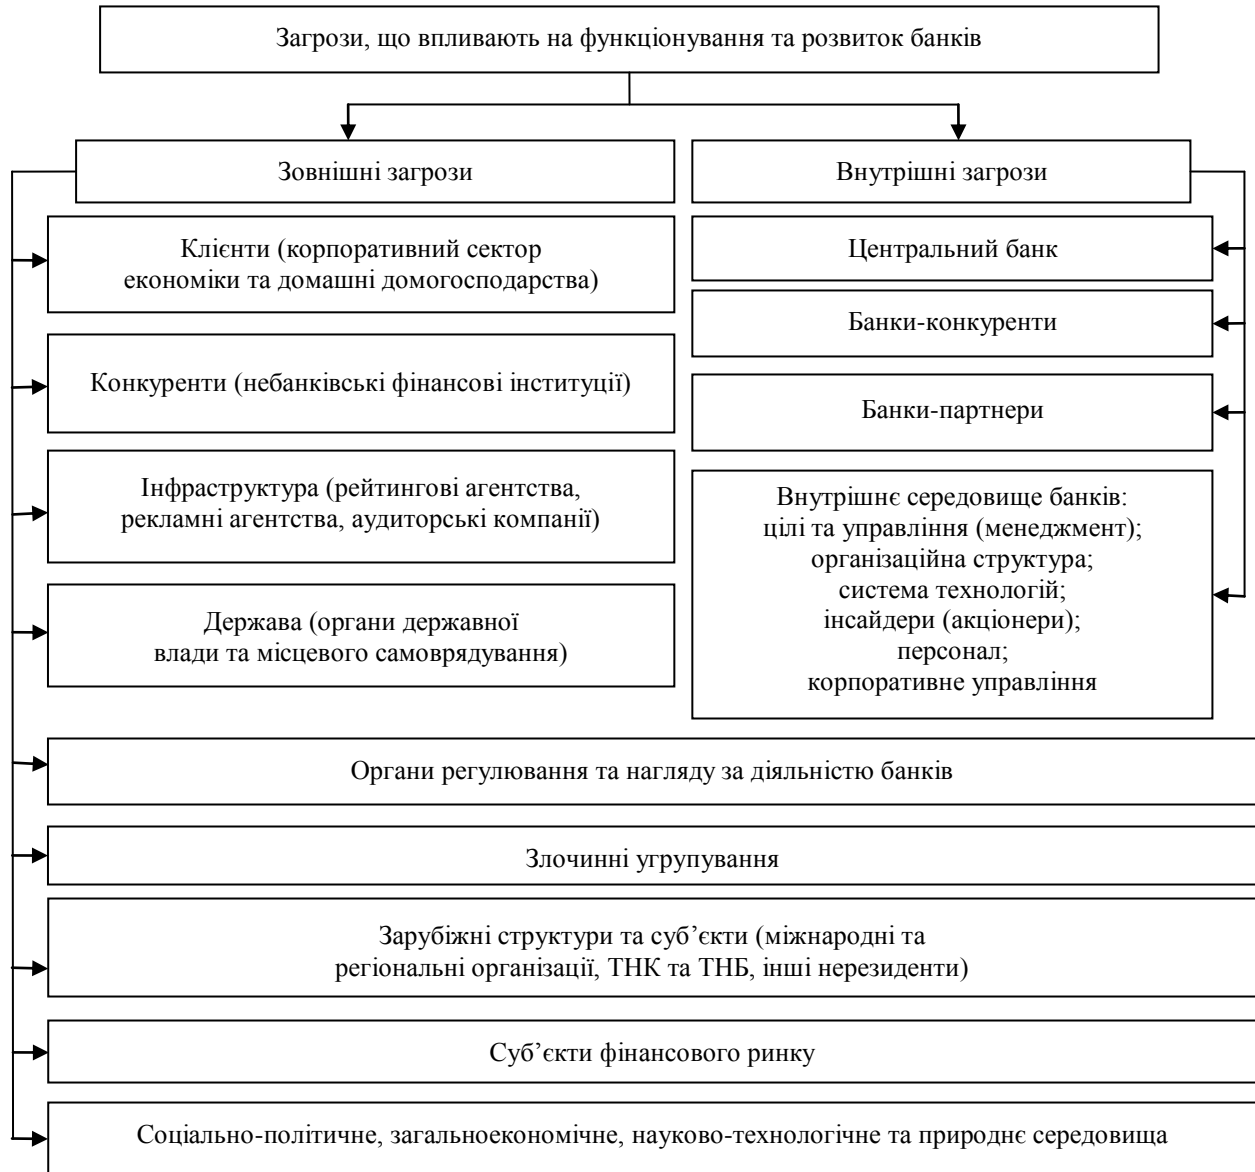 Загрози, що впливають на функціонування та розвиток банків
Зовнішні загрози
Клієнти (корпоративний сектор
економіки та домашні домогосподарства)
Конкуренти (небанківські фінансові інституції)
Інфраструктура (рейтингові агентства,
рекламні агентства, аудиторські компанії)
Держава (органи державної
влади та місцевого самоврядування)
Внутрішні загрози
Центральний банк
Банки-конкуренти
Банки-партнери
Внутрішнє середовище банків:
цілі та управління (менеджмент);
організаційна структура;
система технологій;
інсайдери (акціонери);
персонал;
корпоративне управління
Органи регулювання та нагляду за діяльністю банків
Злочинні угрупування
Зарубіжні структури та суб’єкти (міжнародні та
регіональні організації, ТНК та ТНБ, інші нерезиденти)
Суб’єкти фінансового ринку
Соціально-політичне, загальноекономічне, науково-технологічне та природнє середовища